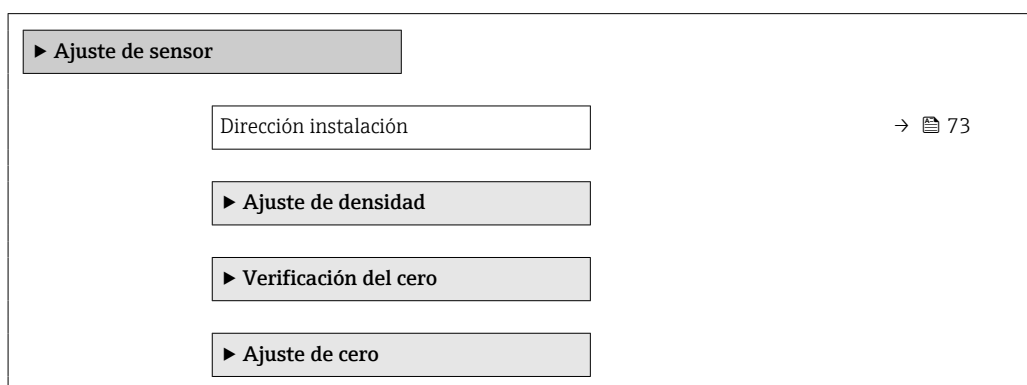 ▶ Ajuste de sensor
Dirección instalación → 73
▶ Ajuste de densidad
▶ Verificación del cero
▶ Ajuste de cero